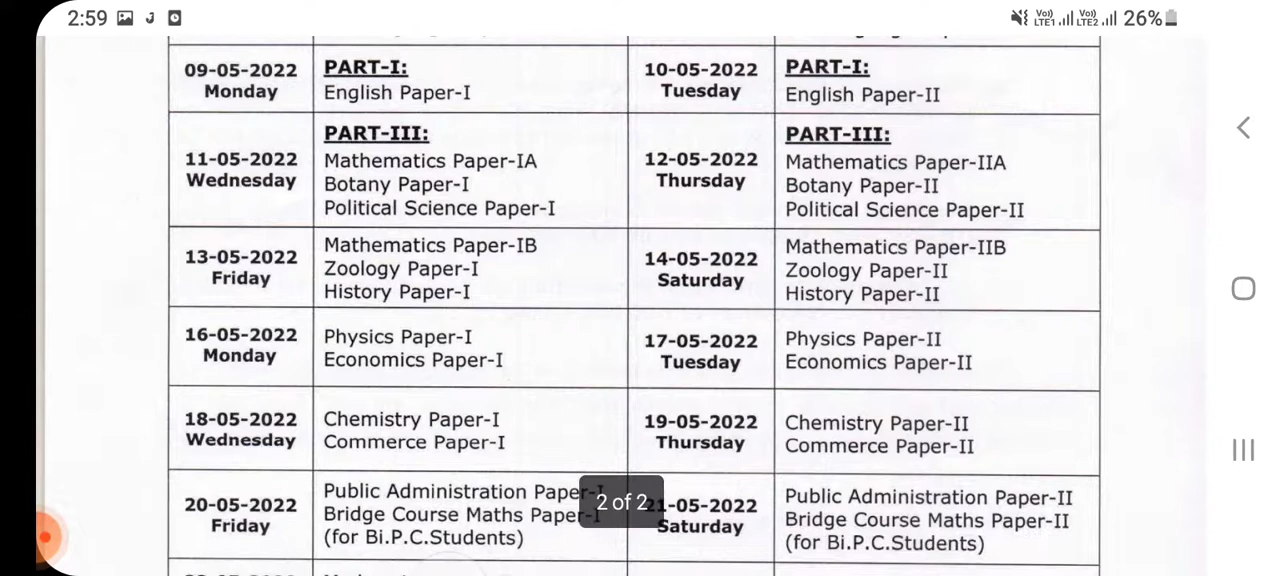 2:59
Vo)) LTE1 Vo)) LTE2 26%
09-05-2022
Monday
PART-I:
English Paper-I
10-05-2022
Tuesday
PART-I:
English Paper-II
11-05-2022
Wednesday
PART-III:
Mathematics Paper-IA
Botany Paper-I
Political Science Paper-I
12-05-2022
Thursday
PART-III:
Mathematics Paper-IIA
Botany Paper-II
Political Science Paper-II
13-05-2022
Friday
Mathematics Paper-IB
Zoology Paper-I
History Paper-I
14-05-2022
Saturday
Mathematics Paper-IIB
Zoology Paper-II
History Paper-II
16-05-2022
Monday
Physics Paper-I
Economics Paper-I
17-05-2022
Tuesday
Physics Paper-II
Economics Paper-II
18-05-2022
Wednesday
Chemistry Paper-I
Commerce Paper-I
19-05-2022
Thursday
Chemistry Paper-II
Commerce Paper-II
20-05-2022
Friday
Public Administration Paper-I
Bridge Course Maths Paper-I
(for Bi.P.C.Students)
2 of 2
21-05-2022
Saturday
Public Administration Paper-II
Bridge Course Maths Paper-II
(for Bi.P.C.Students)